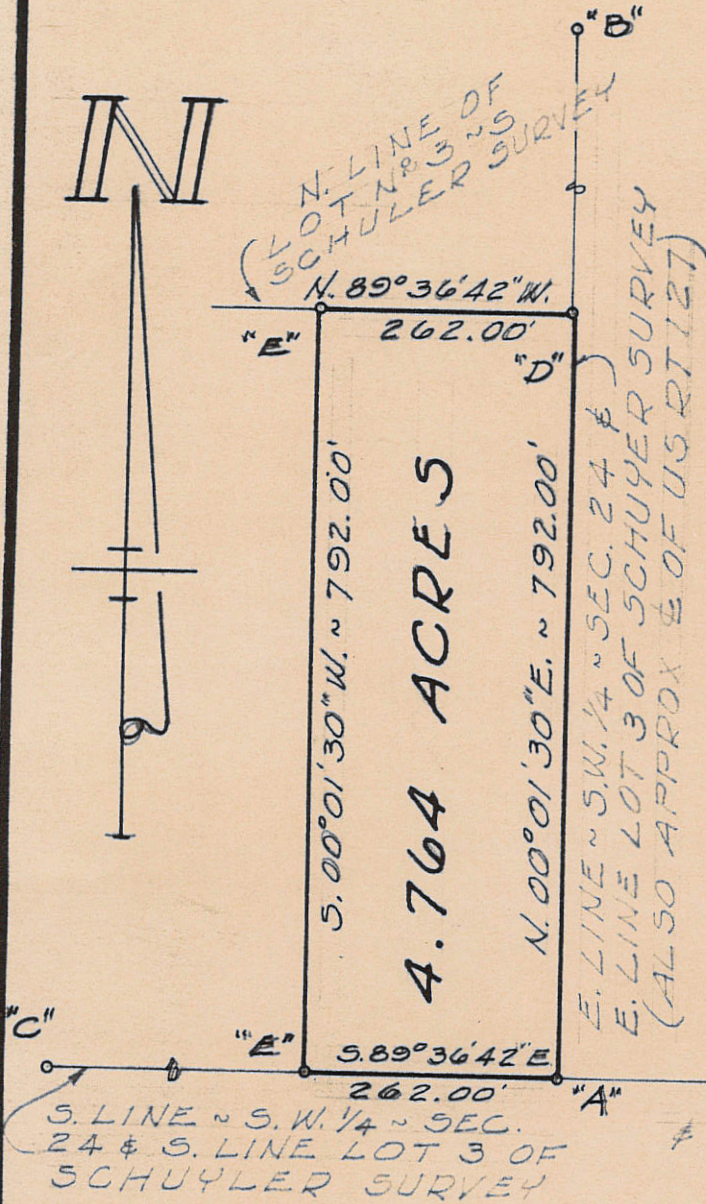 "B"
N
N. LINE OF
LOT Nº 3 ~ S
SCHULER SURVEY
N. 89° 36' 42" W.
262.00'
"E"
"D"
S. 00° 01' 30" W. ~ 792.00'
4.764 ACRES
N. 00° 01' 30" E. ~ 792.00'
E. LINE ~ S.W. 1/4 ~ SEC. 24 &
E. LINE LOT 3 OF SCHUYER SURVEY
(ALSO APPROX ℄ OF US RT 127)
"C"
"E"
S. 89° 36' 42" E
262.00'
"A"
S. LINE ~ S.W. 1/4 ~ SEC.
24 & S. LINE LOT 3 OF
SCHUYLER SURVEY